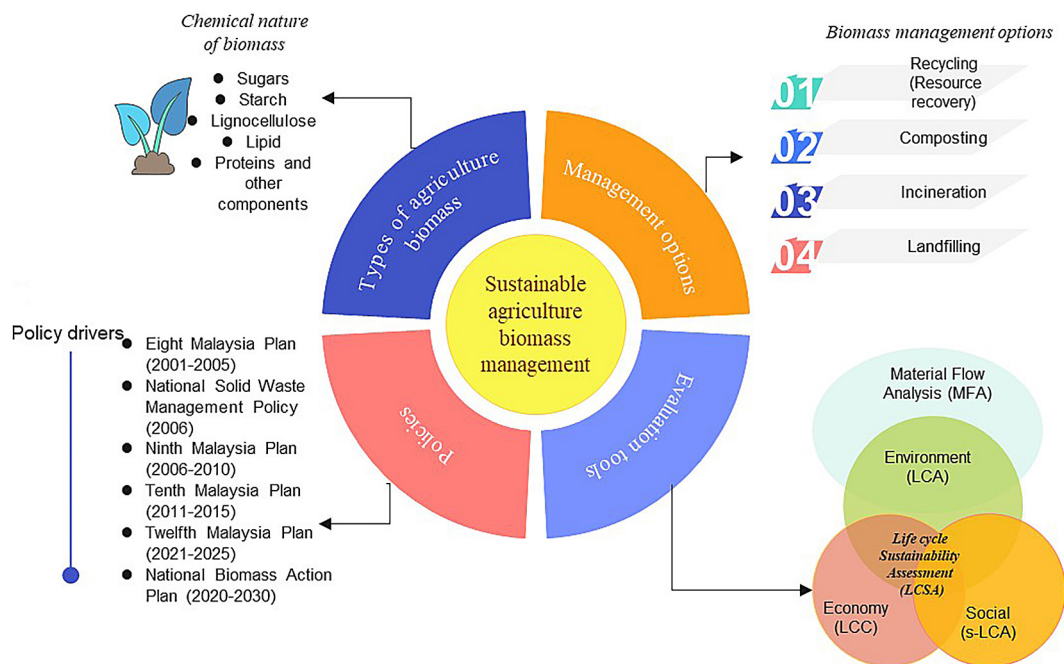 Chemical nature
of biomass
Sugars
Starch
Lignocellulose
Lipid
Proteins and
other
components
Biomass management options
01
Recycling
(Resource
recovery)
02
Composting
03
Incineration
04
Landfilling
Types of agriculture
biomass
Management options
Sustainable
agriculture
biomass
management
Policies
Evaluation tools
Policy drivers
Eight Malaysia Plan
(2001-2005)
National Solid Waste
Management Policy
(2006)
Ninth Malaysia Plan
(2006-2010)
Tenth Malaysia Plan
(2011-2015)
Twelfth Malaysia Plan
(2021-2025)
National Biomass Action
Plan (2020-2030)
Material Flow
Analysis (MFA)
Environment
(LCA)
Life cycle
Sustainability
Assessment
(LCSA)
Economy
(LCC)
Social
(s-LCA)